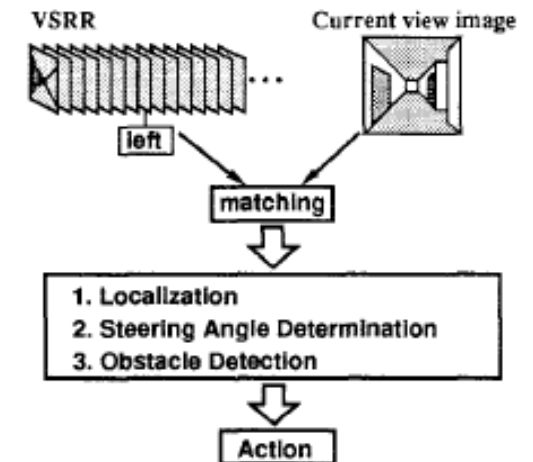 VSRR
Current view image
...
left
matching
1. Localization
2. Steering Angle Determination
3. Obstacle Detection
Action